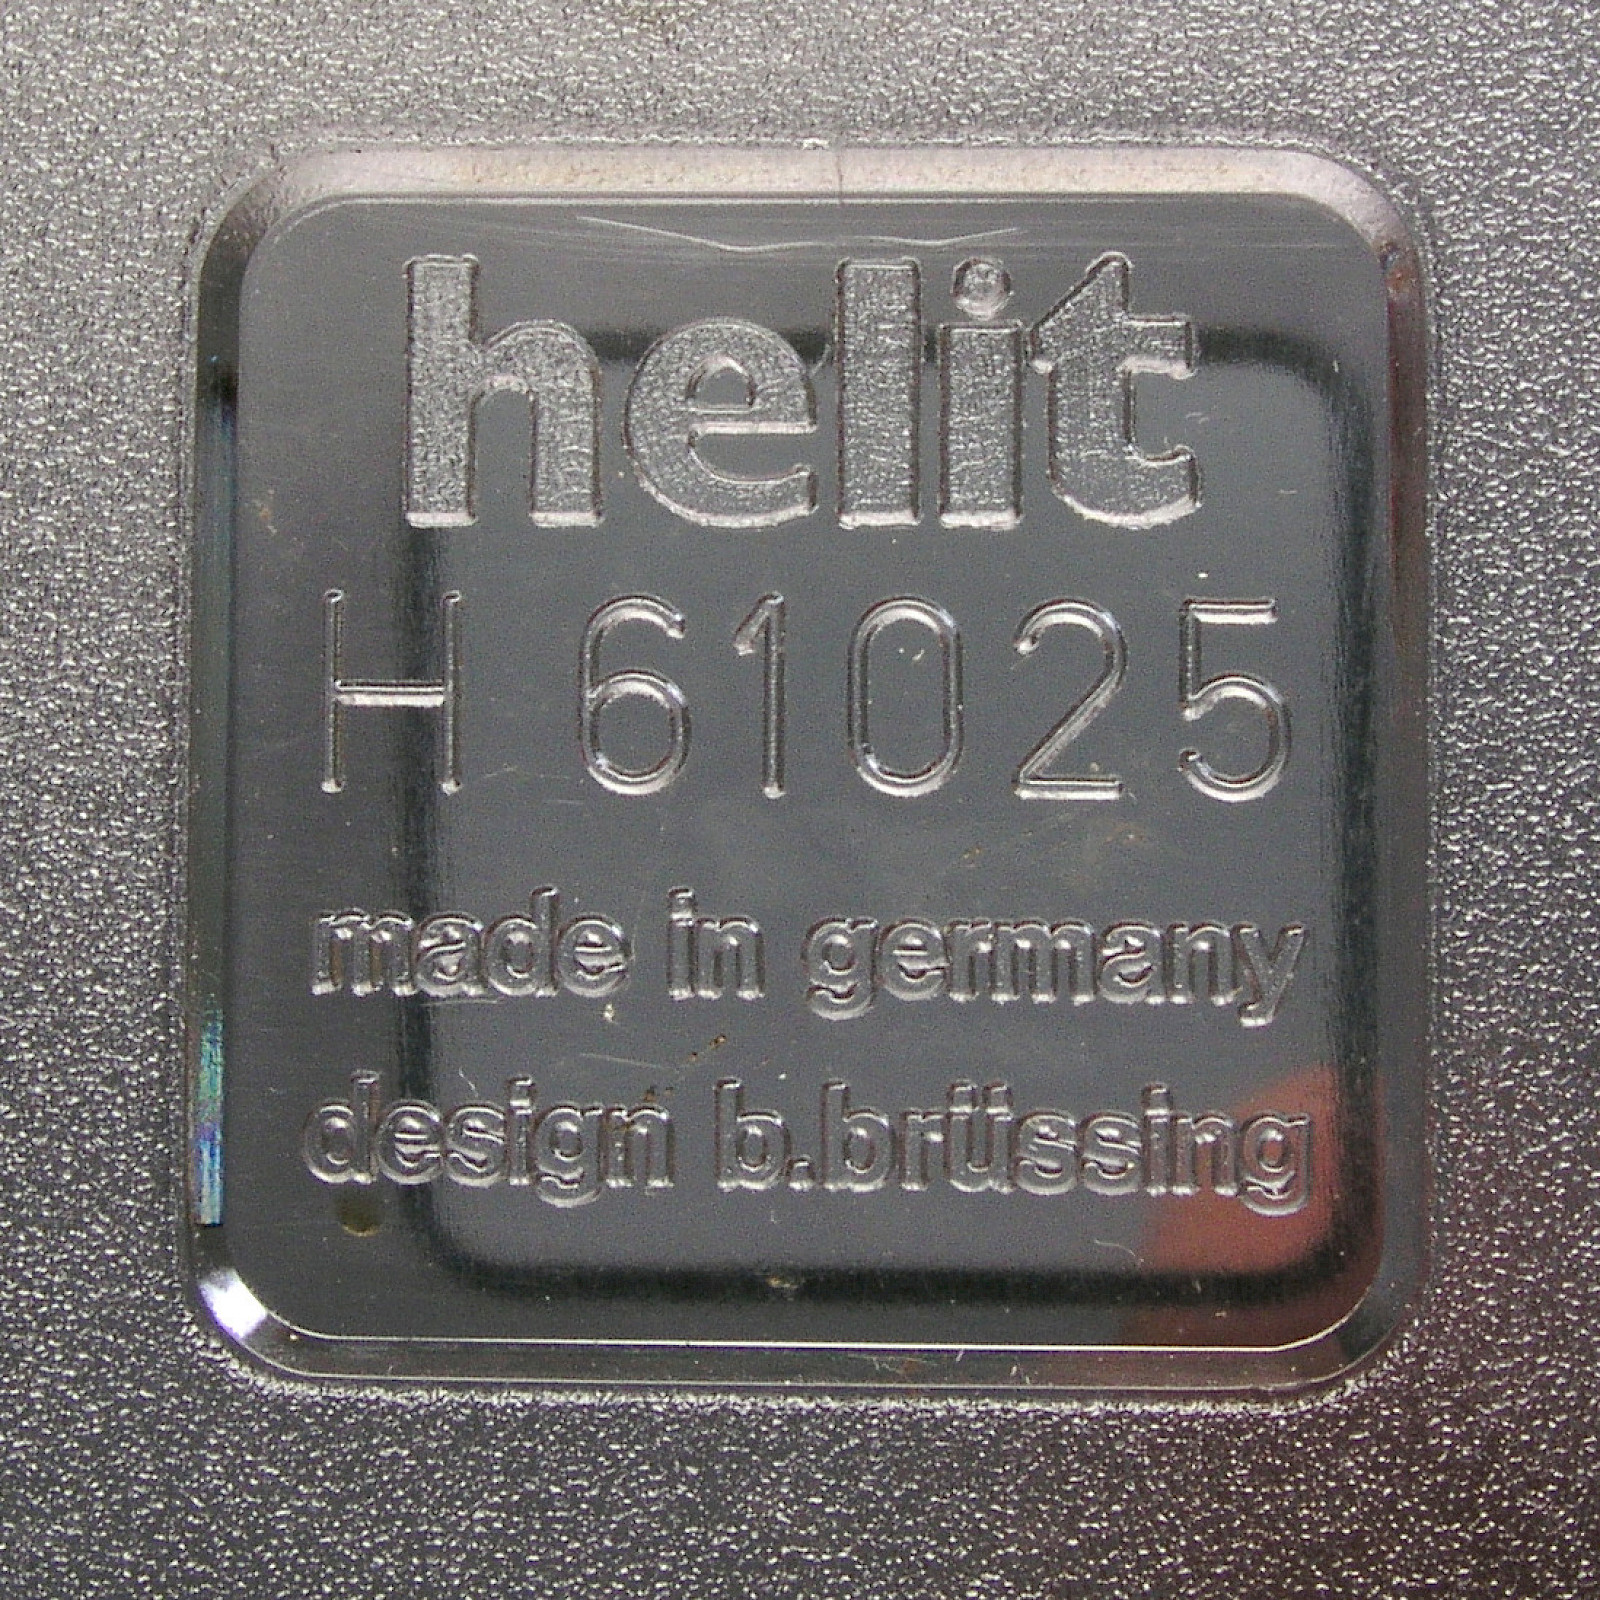 helit
H 61025
made in germany
design b.brüssing